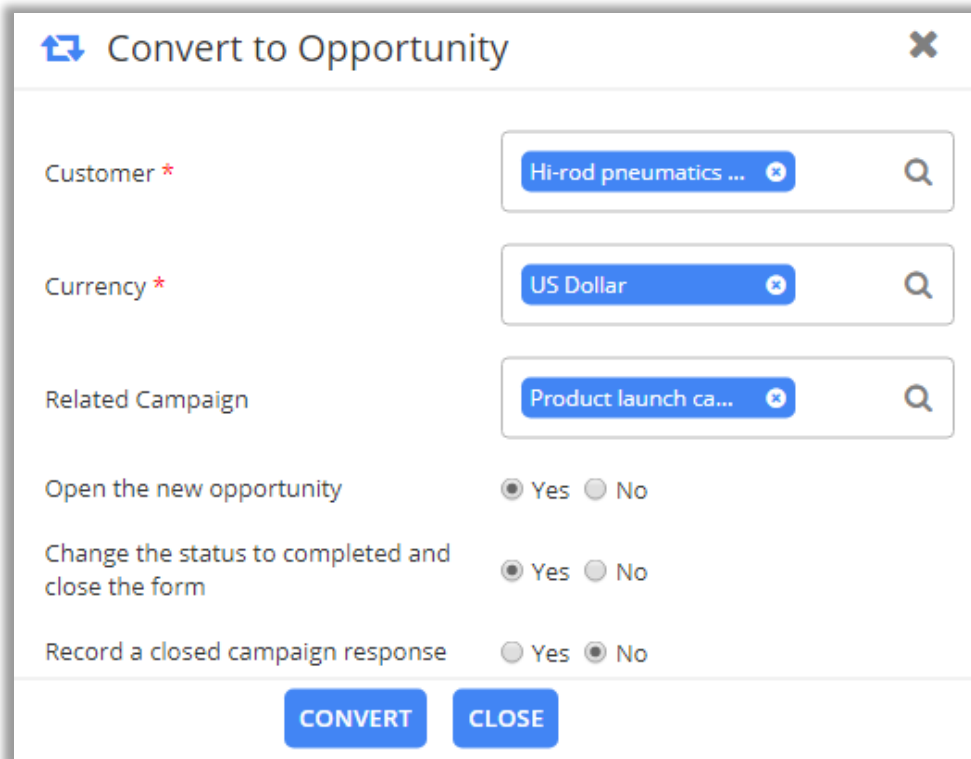 Convert to Opportunity
Customer *
Hi-rod pneumatics ...
Currency *
US Dollar
Related Campaign
Product launch ca...
Open the new opportunity
Yes No
Change the status to completed and
close the form
Yes No
Record a closed campaign response
Yes No
CONVERT CLOSE